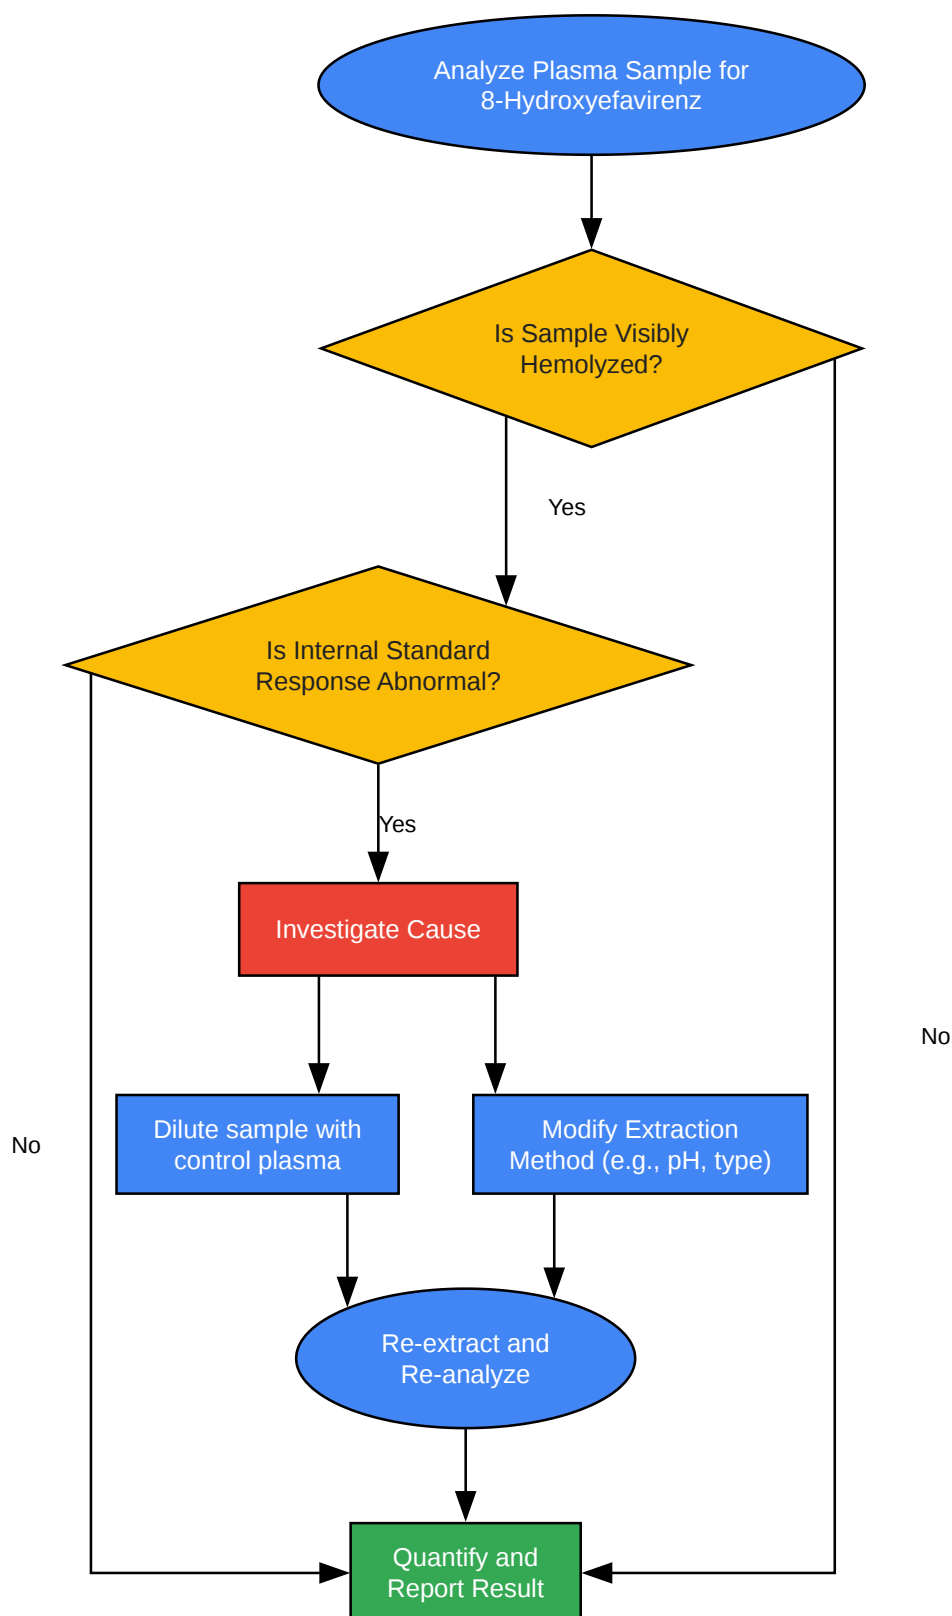 Analyze Plasma Sample for
8-Hydroxyefavirenz
Is Sample Visibly
Hemolyzed?
Yes
Is Internal Standard
Response Abnormal?
Yes
Investigate Cause
No
Dilute sample with
control plasma
Modify Extraction
Method (e.g., pH, type)
No
Re-extract and
Re-analyze
Quantify and
Report Result